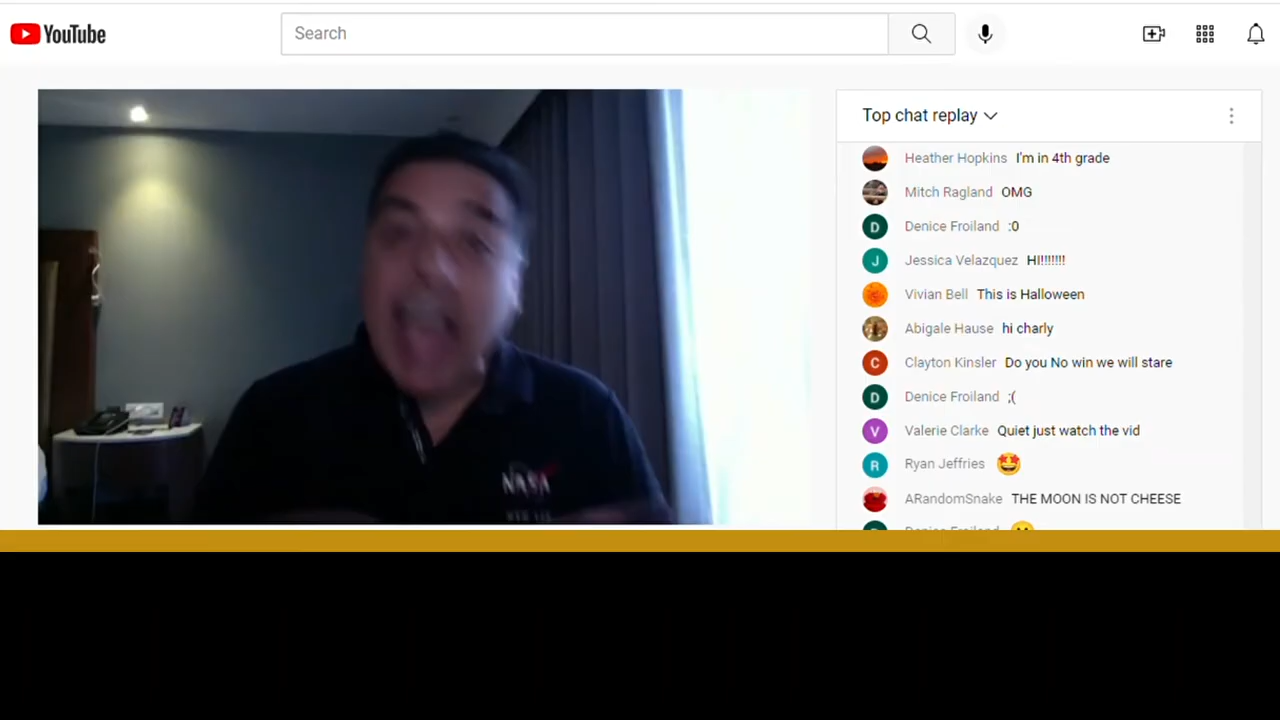 YouTube
Search
Top chat replay
Heather Hopkins I'm in 4th grade
Mitch Ragland OMG
D Denice Froiland :0
J Jessica Velazquez HI!!!!!!!
Vivian Bell This is Halloween
Abigale Hause hi charly
C Clayton Kinsler Do you No win we will stare
D Denice Froiland ;(
V Valerie Clarke Quiet just watch the vid
R Ryan Jeffries 🤩
ARandomSnake THE MOON IS NOT CHEESE
Denice Froiland
NASA